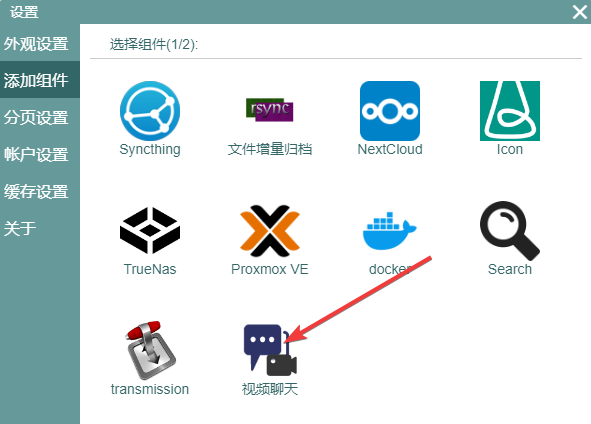 设置
外观设置
添加组件
分页设置
帐户设置
缓存设置
关于
选择组件(1/2):
rsync
Syncthing
文件增量归档
NextCloud
Icon
TrueNas
Proxmox VE
docker
Search
transmission
视频聊天